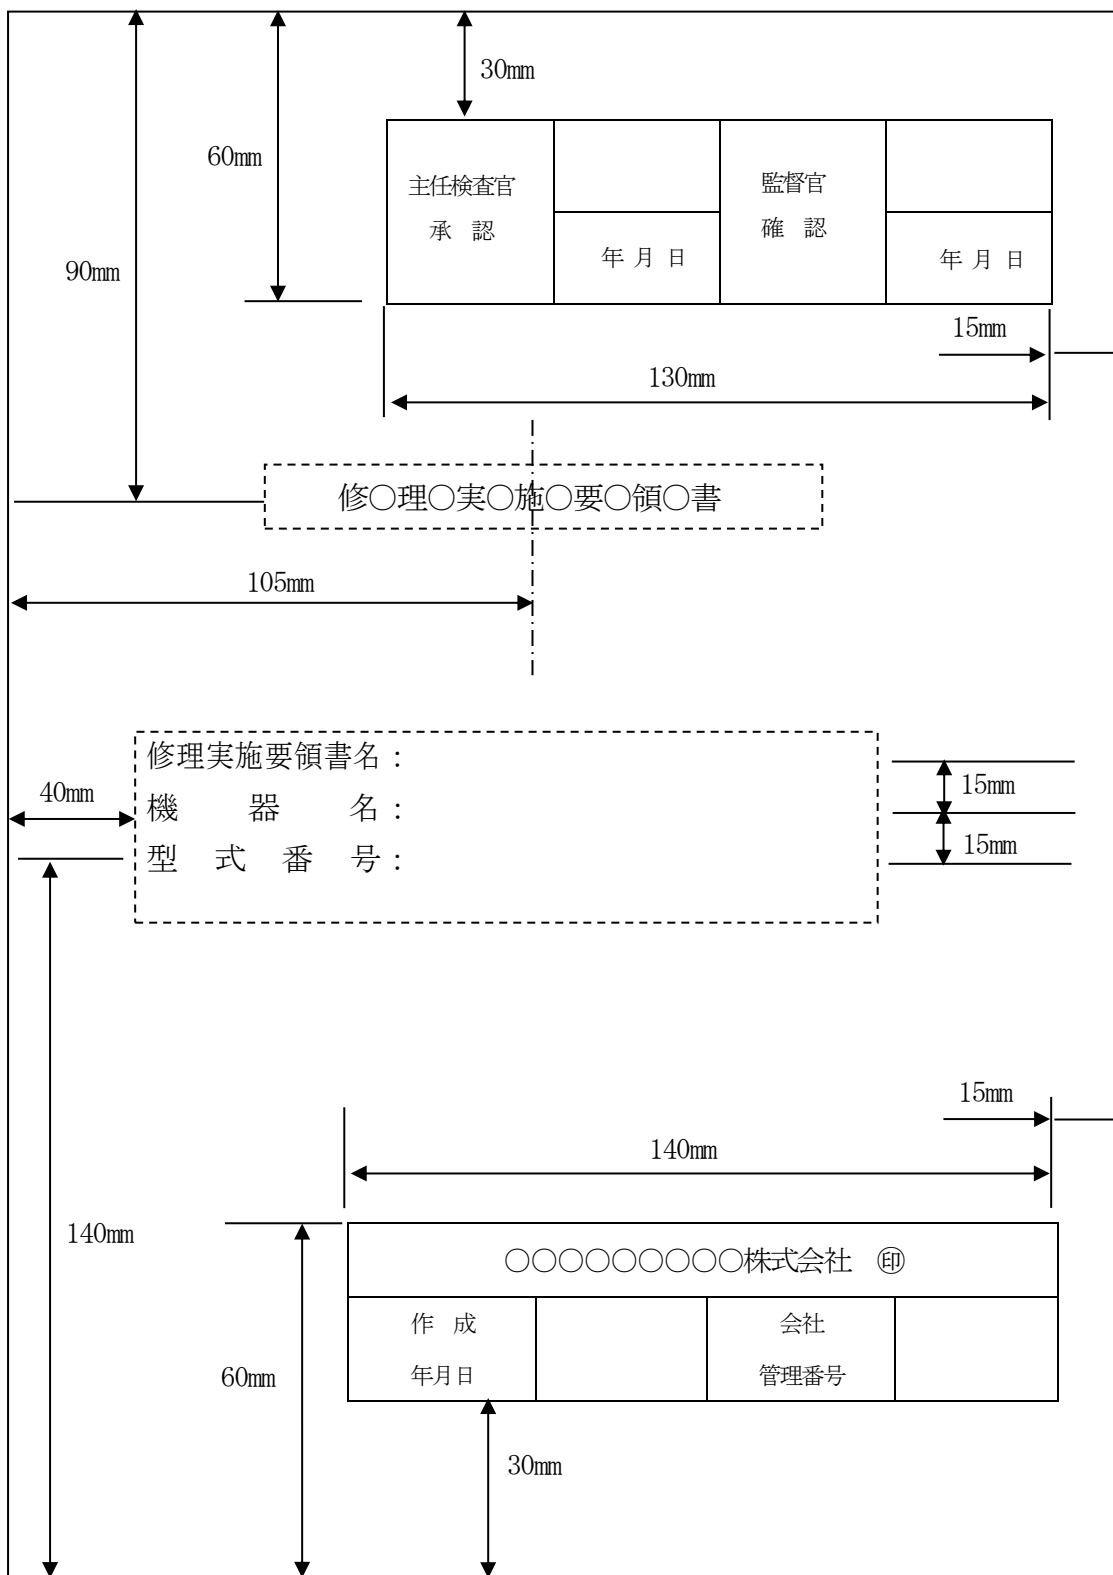 30mm
60mm
主任検査官
承　認
監督官
確　認
年 月 日
年 月 日
90mm
15mm
130mm
修○理○実○施○要○領○書
105mm
修理実施要領書名：
機　器　名：
型　式　番　号：
40mm
15mm
15mm
15mm
140mm
140mm
○○○○○○○○○株式会社　㊞
作　成
年月日
会社
管理番号
60mm
30mm